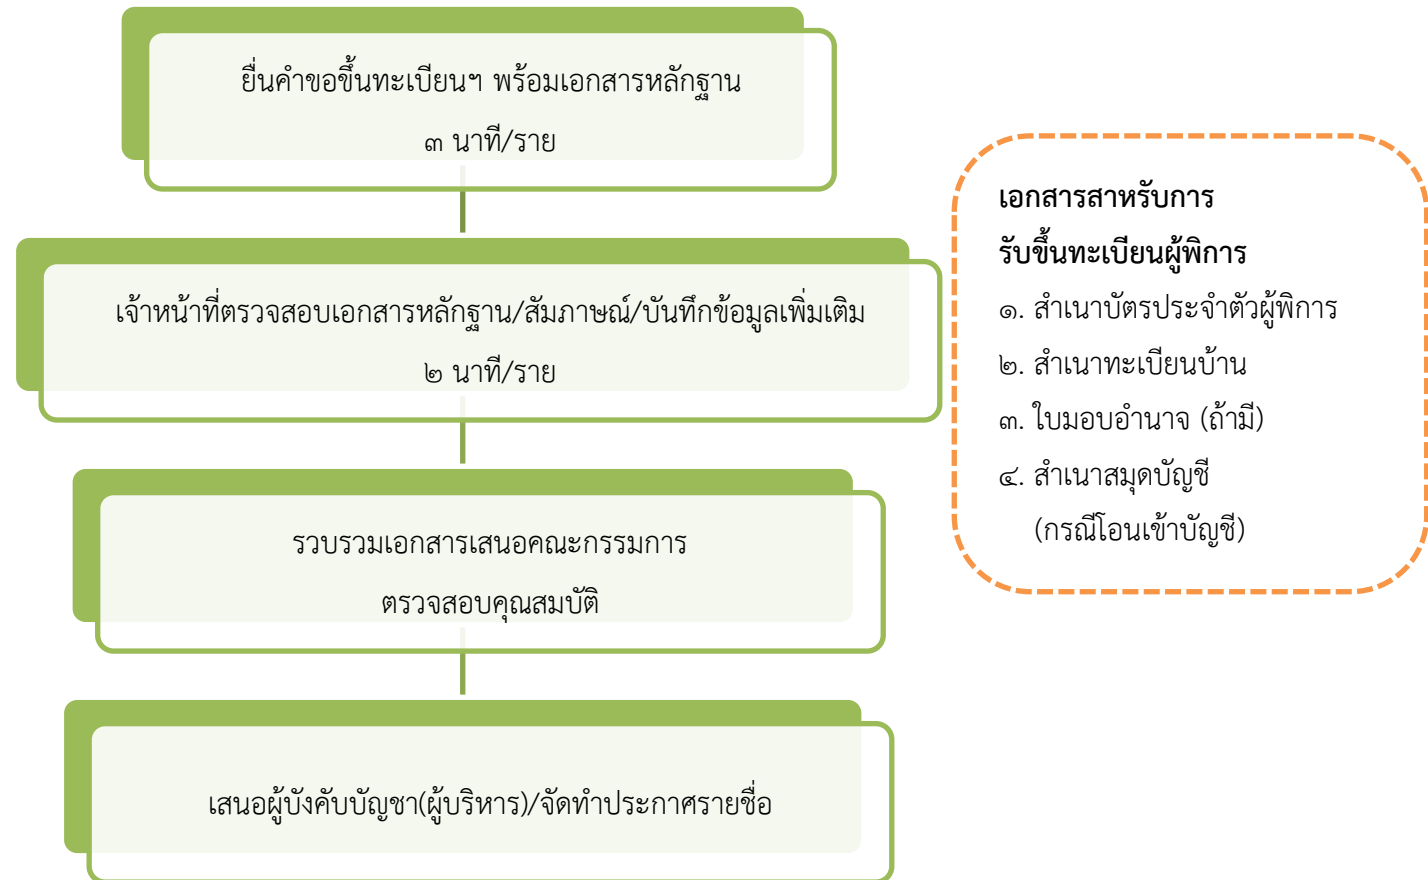 ยื่นคำขอขึ้นทะเบียนฯ พร้อมเอกสารหลักฐาน
๓ นาที/ราย
เจ้าหน้าที่ตรวจสอบเอกสารหลักฐาน/สัมภาษณ์/บันทึกข้อมูลเพิ่มเติม
๒ นาที/ราย
รวบรวมเอกสารเสนอคณะกรรมการ
ตรวจสอบคุณสมบัติ
เสนอผู้บังคับบัญชา(ผู้บริหาร)/จัดทำประกาศรายชื่อ
เอกสารสาหรับการ
รับขึ้นทะเบียนผู้พิการ
๑. สำเนาบัตรประจำตัวผู้พิการ
๒. สำเนาทะเบียนบ้าน
๓. ใบมอบอำนาจ (ถ้ามี)
๔. สำเนาสมุดบัญชี
(กรณีโอนเข้าบัญชี)